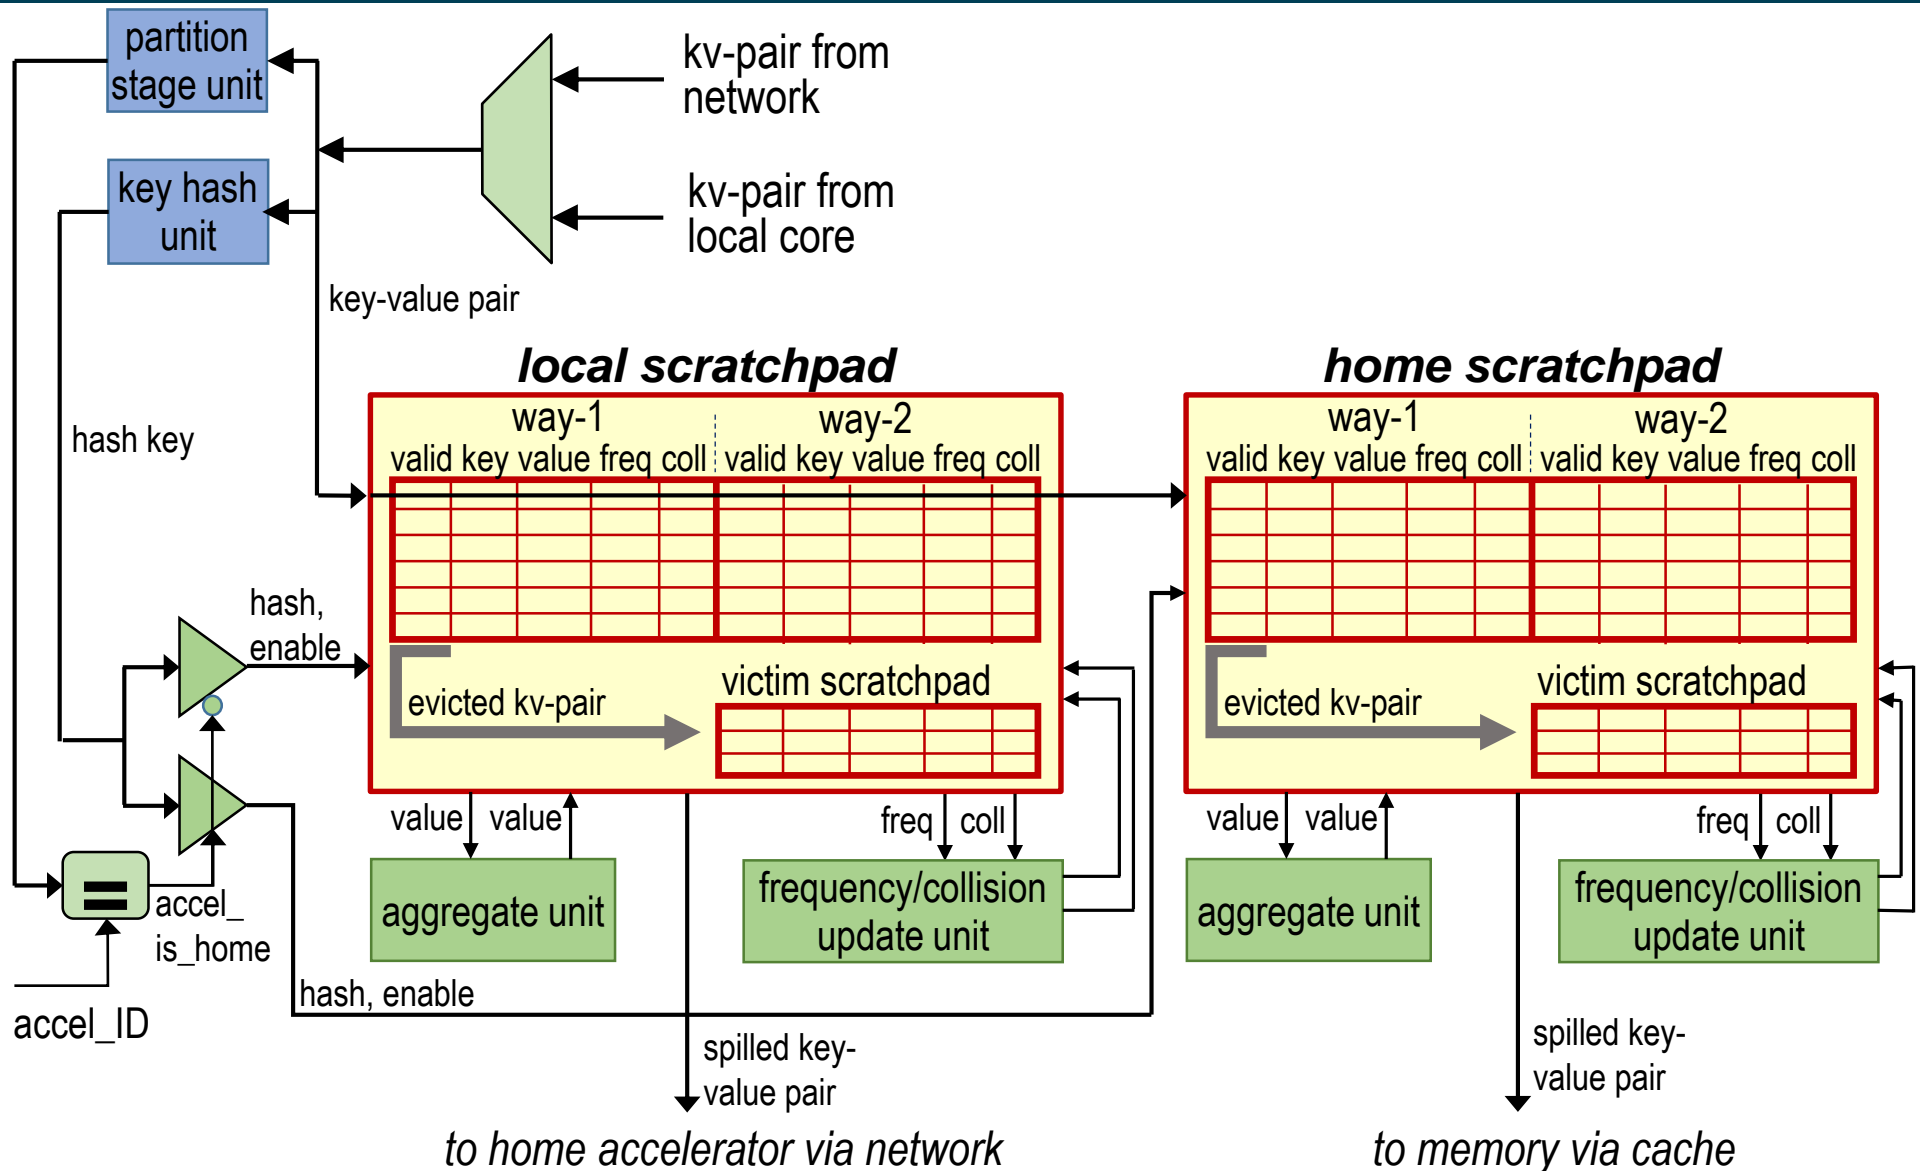 partition
stage unit
kv-pair from
network
key hash
unit
kv-pair from
local core
key-value pair
hash key
local scratchpad
way-1
way-2
valid key value freq coll
valid key value freq coll
evicted kv-pair
victim scratchpad
home scratchpad
way-1
way-2
valid key value freq coll
valid key value freq coll
evicted kv-pair
victim scratchpad
hash,
enable
value
value
freq
coll
value
value
freq
coll
aggregate unit
frequency/collision
update unit
aggregate unit
frequency/collision
update unit
=
accel_
is_home
accel_ID
hash, enable
spilled key-
value pair
spilled key-
value pair
to home accelerator via network
to memory via cache